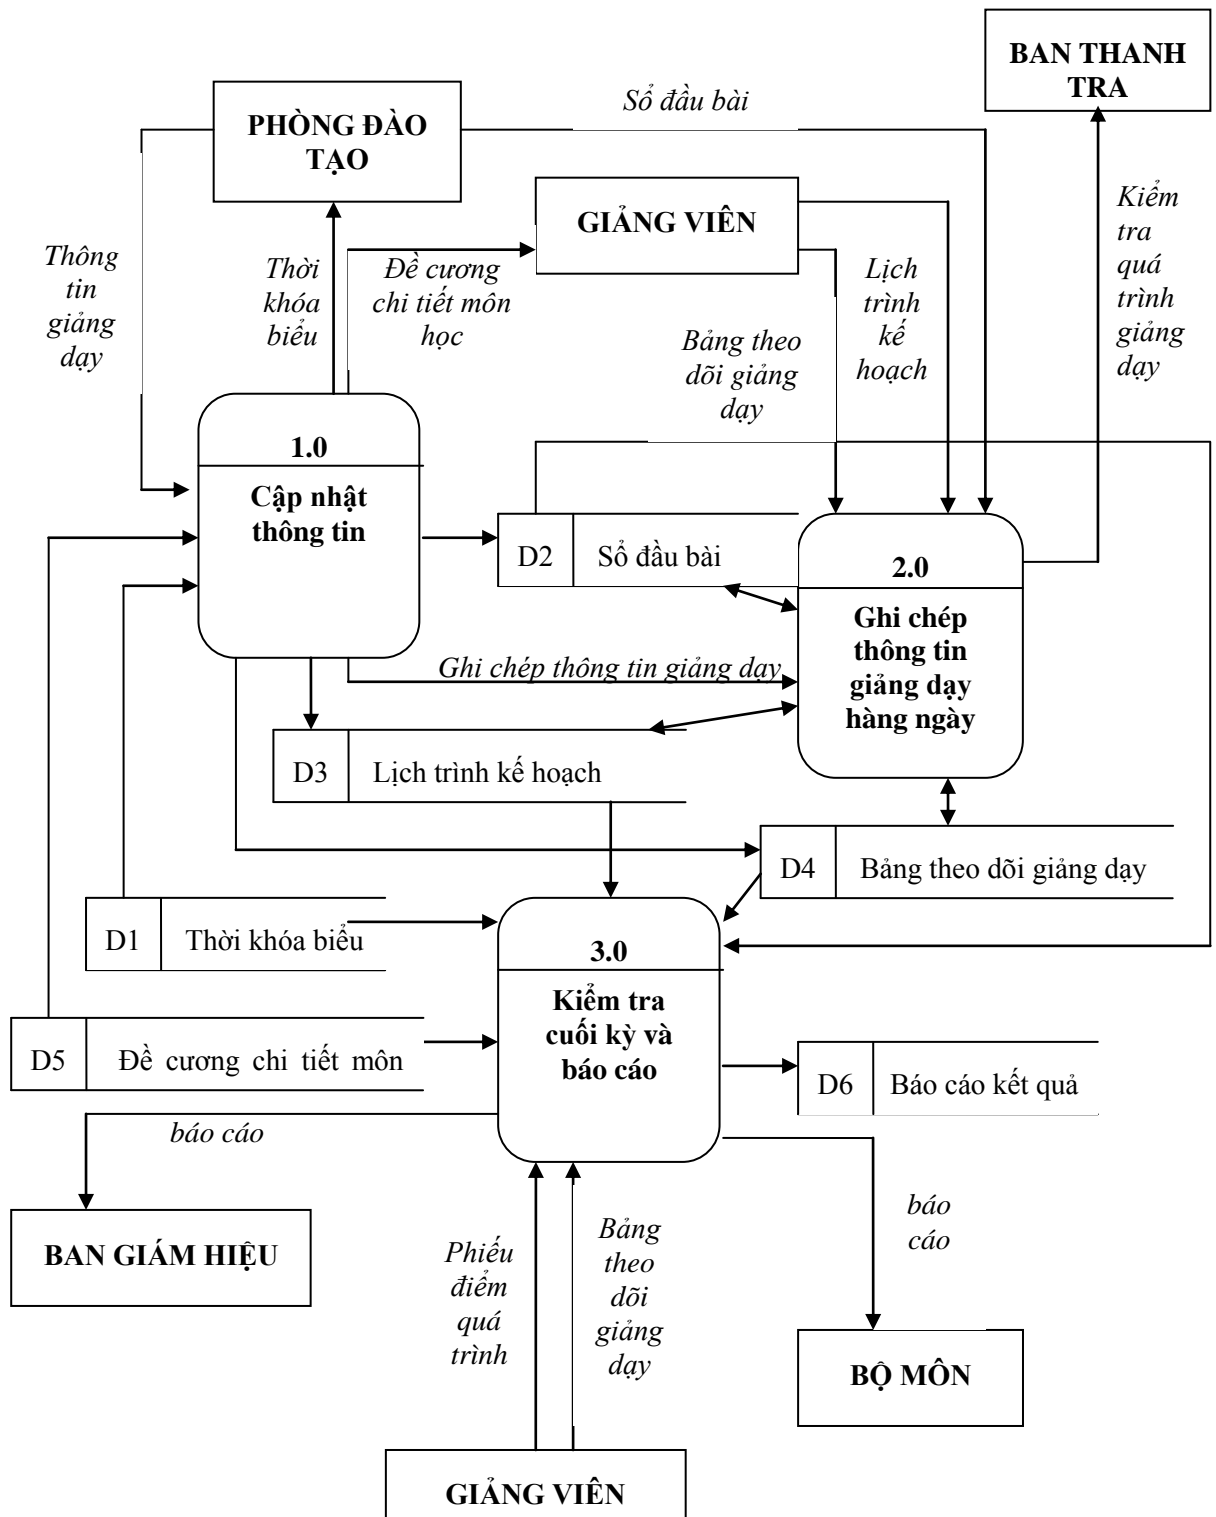 BAN THANH
TRA
Sổ đầu bài
PHÒNG ĐÀO
TẠO
GIẢNG VIÊN
Kiểm
tra
quá
trình
giảng
dạy
Thông
tin
giảng
dạy
Thời
khóa
biểu
Đề cương
chi tiết môn
học
Lịch
trình
kế
hoạch
Bảng theo
dõi giảng
dạy
1.0
Cập nhật
thông tin
D2
Sổ đầu bài
2.0
Ghi chép
thông tin
giảng dạy
hàng ngày
Ghi chép thông tin giảng dạy
D3
Lịch trình kế hoạch
D4
Bảng theo dõi giảng dạy
D1
Thời khóa biểu
3.0
Kiểm tra
cuối kỳ và
báo cáo
D5
Đề cương chi tiết môn
D6
Báo cáo kết quả
báo cáo
BAN GIÁM HIỆU
Phiếu
điểm
quá
trình
Bảng
theo
dõi
giảng
dạy
báo
cáo
BỘ MÔN
GIẢNG VIÊN